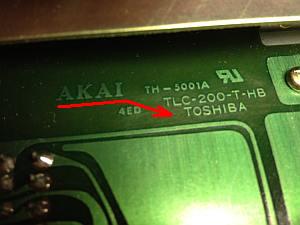 AKAI TH-5001A
TLC-200-T-HB
4ED TOSHIBA